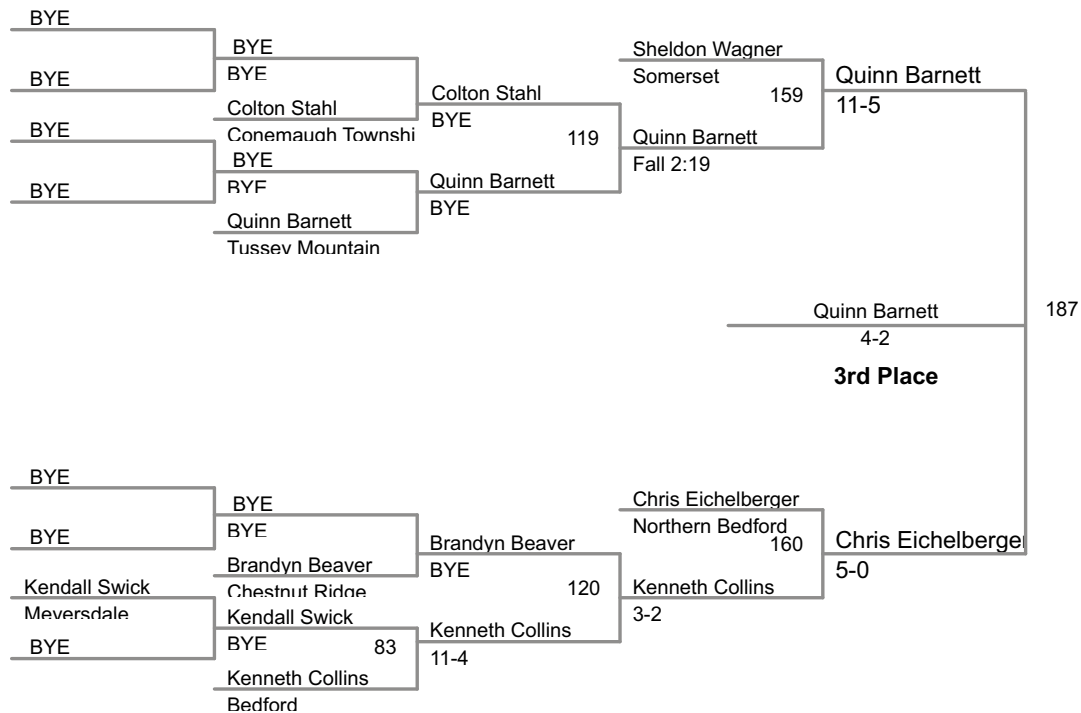 BYE
BYE
BYE
BYE
BYE
BYE
Colton Stahl
Conemaugh Townshi
BYE
BYE
Quinn Barnett
Tussey Mountain
Colton Stahl
BYE
119
Quinn Barnett
BYE
Sheldon Wagner
Somerset
159
Quinn Barnett
Fall 2:19
Quinn Barnett
11-5
Quinn Barnett
4-2
187
3rd Place
BYE
BYE
Kendall Swick
Meyersdale
BYE
BYE
BYE
Brandyn Beaver
Chestnut Ridge
Kendall Swick
BYE
83
Kenneth Collins
Bedford
Brandyn Beaver
BYE
120
Kenneth Collins
11-4
Chris Eichelberger
Northern Bedford
160
Kenneth Collins
3-2
Chris Eichelberger
5-0